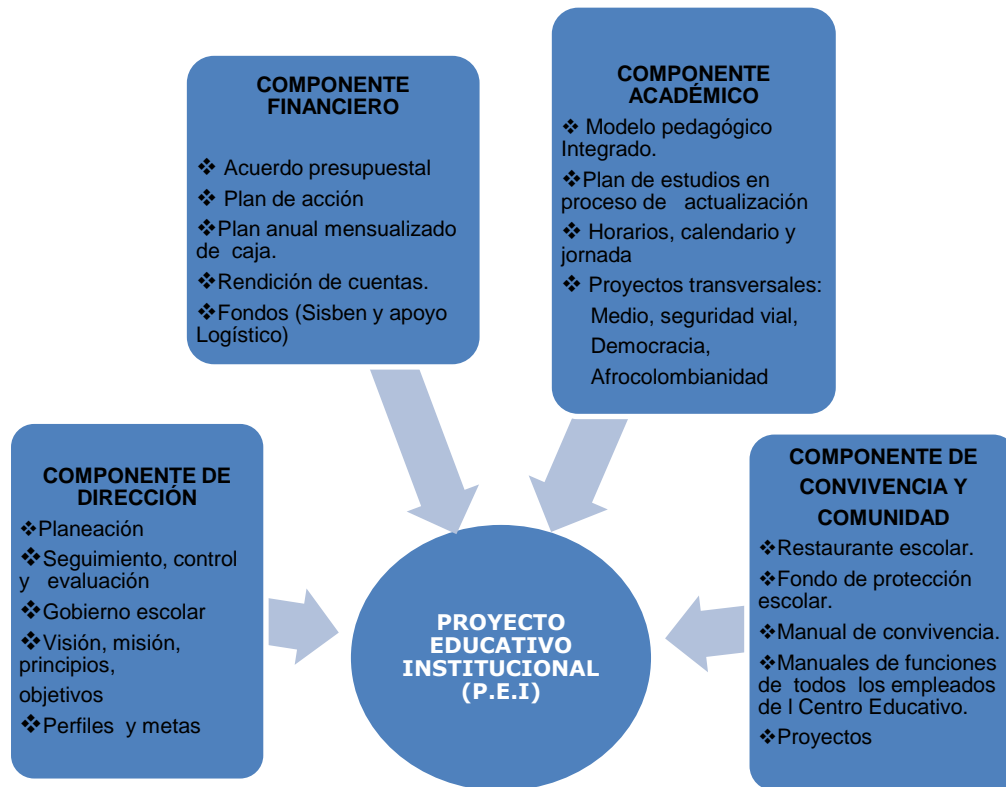 COMPONENTE
FINANCIERO
❖ Acuerdo presupuestal
❖ Plan de acción
❖Plan anual mensualizado
de caja.
❖Rendición de cuentas.
❖Fondos (Sisben y apoyo
Logístico)
COMPONENTE
ACADÉMICO
❖ Modelo pedagógico
Integrado.
❖Plan de estudios en
proceso de actualización
❖ Horarios, calendario y
jornada
❖ Proyectos transversales:
Medio, seguridad vial,
Democracia,
Afrocolombianidad
COMPONENTE DE
DIRECCIÓN
❖Planeación
❖Seguimiento, control
y evaluación
❖Gobierno escolar
❖Visión, misión,
principios,
objetivos
❖Perfiles y metas
PROYECTO
EDUCATIVO
INSTITUCIONAL
(P.E.I)
COMPONENTE DE
CONVIVENCIA Y
COMUNIDAD
❖Restaurante escolar.
❖Fondo de protección
escolar.
❖Manual de convivencia.
❖Manuales de funciones
de todos los empleados
de l Centro Educativo.
❖Proyectos